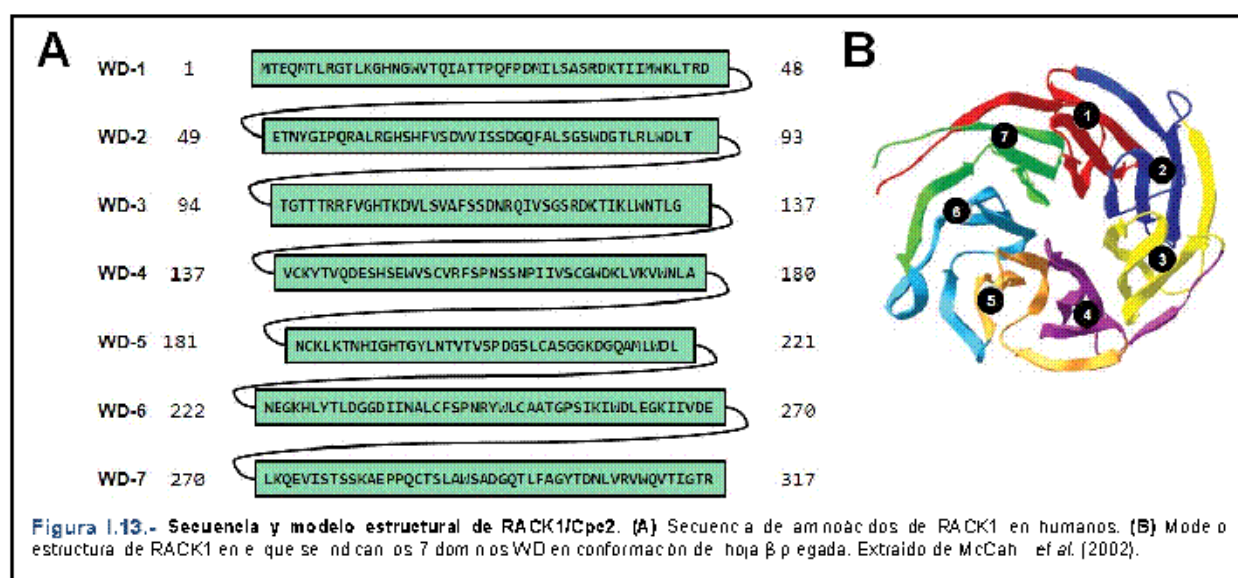 A
B
WD-1 1 MTEQMTLRGTLKGHNGWVTQIATTPQFPDMILSASRDKTIIMWKLTRD 48
WD-2 49 ETNYGIPQRALRGHSHFVSDVVISSDGQFALSGSWDGTLRLWDLT 93
WD-3 94 TGTTTRRFVGHTKDVLSVAFSSDNRQIVSGSRDKTIKLWNTLG 137
WD-4 137 VCKYTVQDESHSEWVSCVRFSPNSSNPIIVSCGWDKLVKVWNLA 180
WD-5 181 NCKLKTNHIGHTGYLNTVTVSPDGSLCASGGKDGQAMLWDL 221
WD-6 222 NEGKHLYTLDGGDIINALCFSPNRYWLCAATGPSIKIWDLEGKIIVDE 270
WD-7 270 LKQEVISTSSKAEPPQCTSLAWSADGQTLFAGYTDNLVRVWQVTIGTR 317
1
2
3
4
5
6
7
Figura I.13.- Secuencia y modelo estructural de RACK1/Cpc2. (A) Secuencia de aminoácidos de RACK1 en humanos. (B) Modelo
estructura de RACK1 en e que se indican os 7 dominios WD en conformación de hoja β plegada. Extraído de McCah et al. (2002).